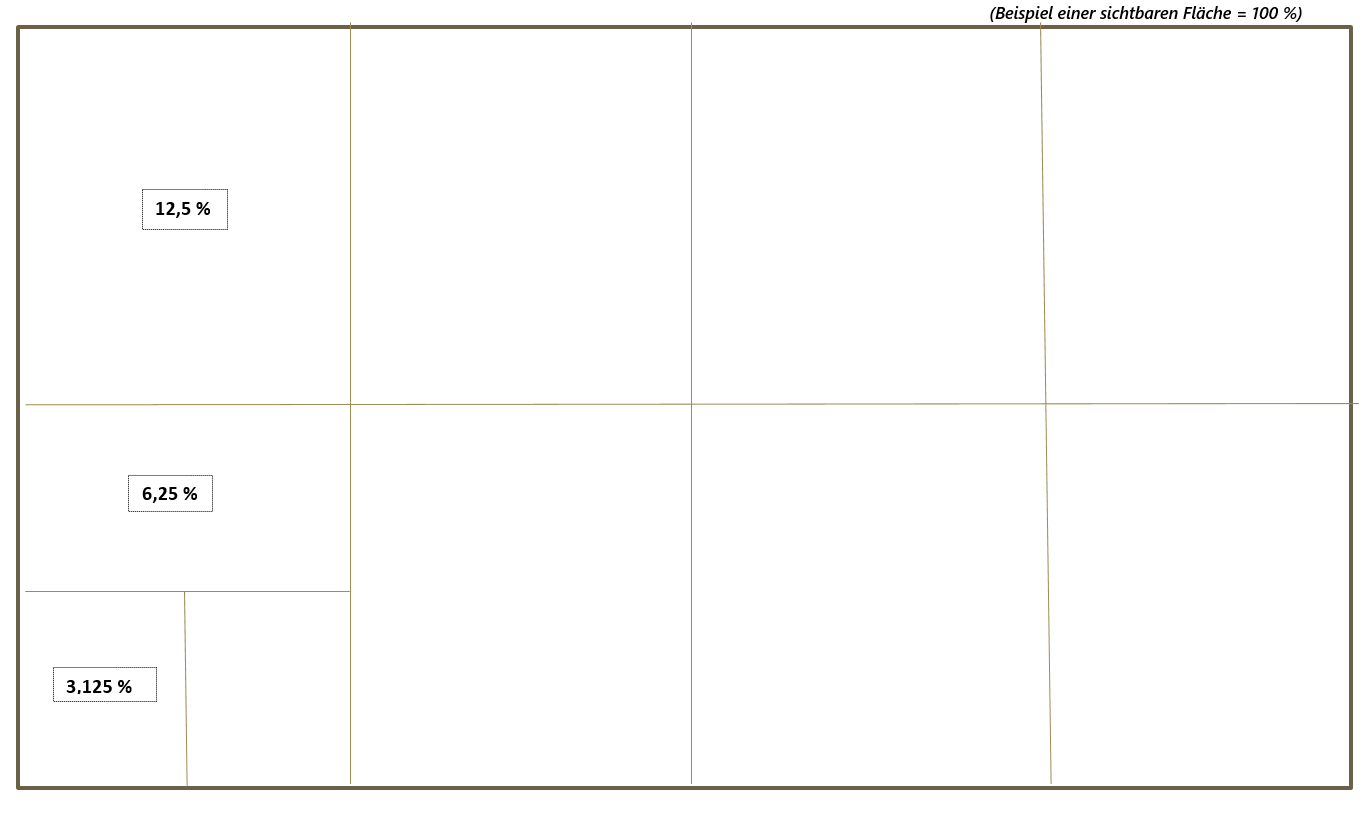 (Beispiel einer sichtbaren Fläche = 100 %)
12,5 %
6,25 %
3,125 %